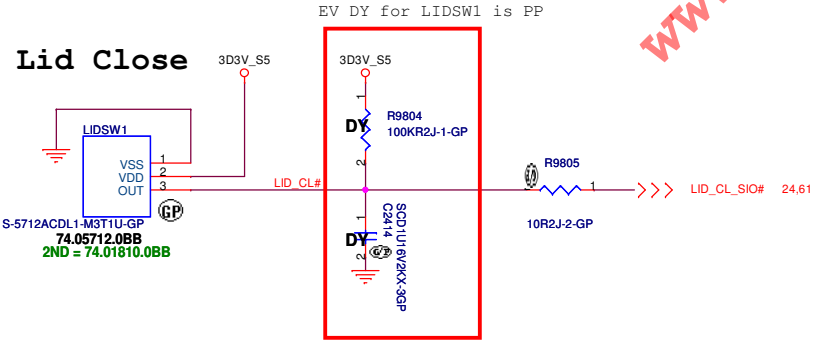 EV DY for LIDSW1 is PP
WWW
Lid Close
3D3V_S5
3D3V_S5
LIDSW1
VSS
VDD
OUT
1
2
3
GP
S-5712ACDL1-M3T1U-GP
74.05712.0BB
2ND = 74.01810.0BB
LID_CL#
1
DY
2
R9804
100KR2J-1-GP
1
DY
2
G/P
C2414
SCD1U16V2KX-3GP
R9805
1
10R2J-2-GP
LID_CL_SIO#
24,61